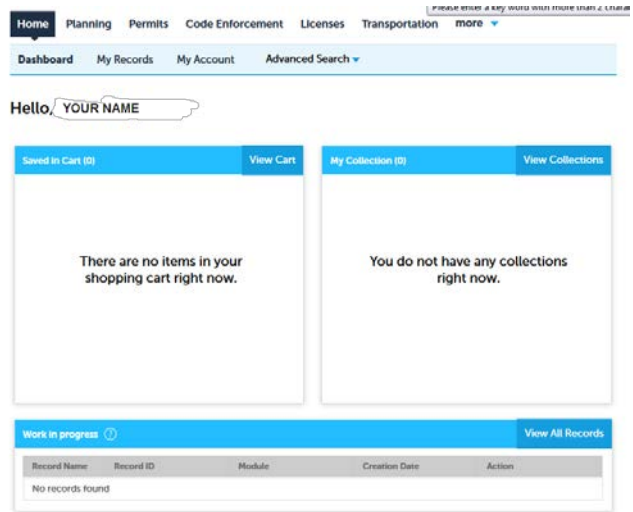 Please enter a key word with more than 2 chara
Home Planning Permits Code Enforcement Licenses Transportation more
Dashboard My Records My Account Advanced Search
Hello, YOUR NAME
Saved in Cart (0) View Cart My Collection (0) View Collections
There are no items in your
shopping cart right now.
You do not have any collections
right now.
Work in progress ? View All Records
Record Name Record ID Module Creation Date Action
No records found